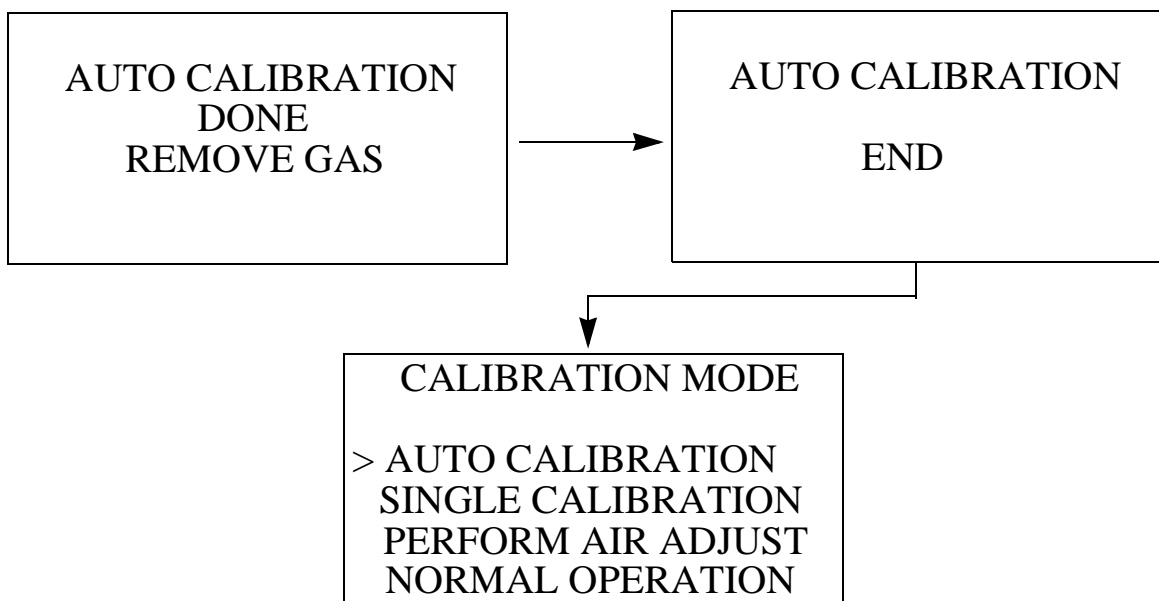 AUTO CALIBRATION
DONE
REMOVE GAS
AUTO CALIBRATION
END
CALIBRATION MODE
> AUTO CALIBRATION
SINGLE CALIBRATION
PERFORM AIR ADJUST
NORMAL OPERATION